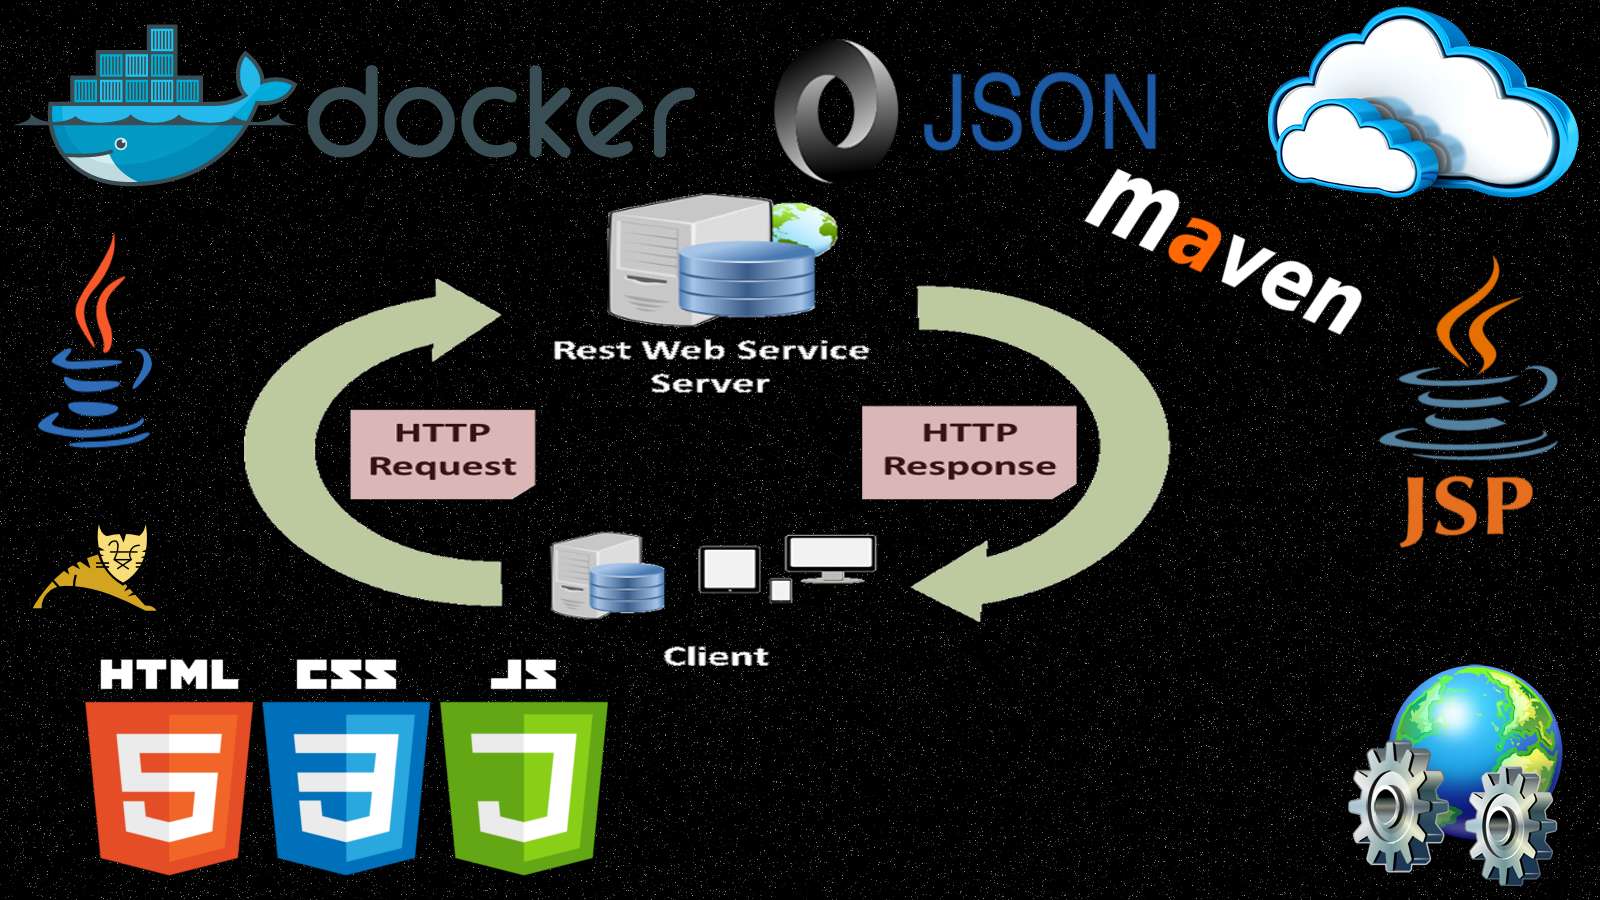 docker
JSON
maven
Rest Web Service
Server
HTTP
Request
HTTP
Response
JSP
Client
HTML
CSS
JS
5
3
J